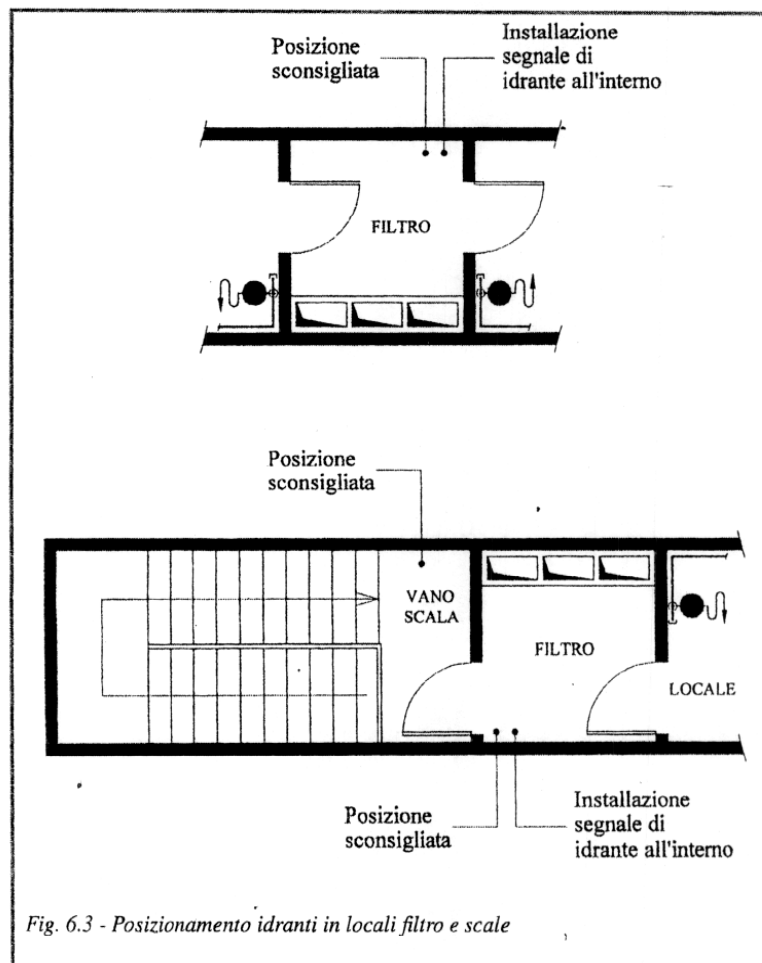 Posizione
sconsigliata
Installazione
segnale di
idrante all'interno
FILTRO
Posizione
sconsigliata
VANO
SCALA
FILTRO
LOCALE
Posizione
sconsigliata
Installazione
segnale di
idrante all'interno
Fig. 6.3 - Posizionamento idranti in locali filtro e scale